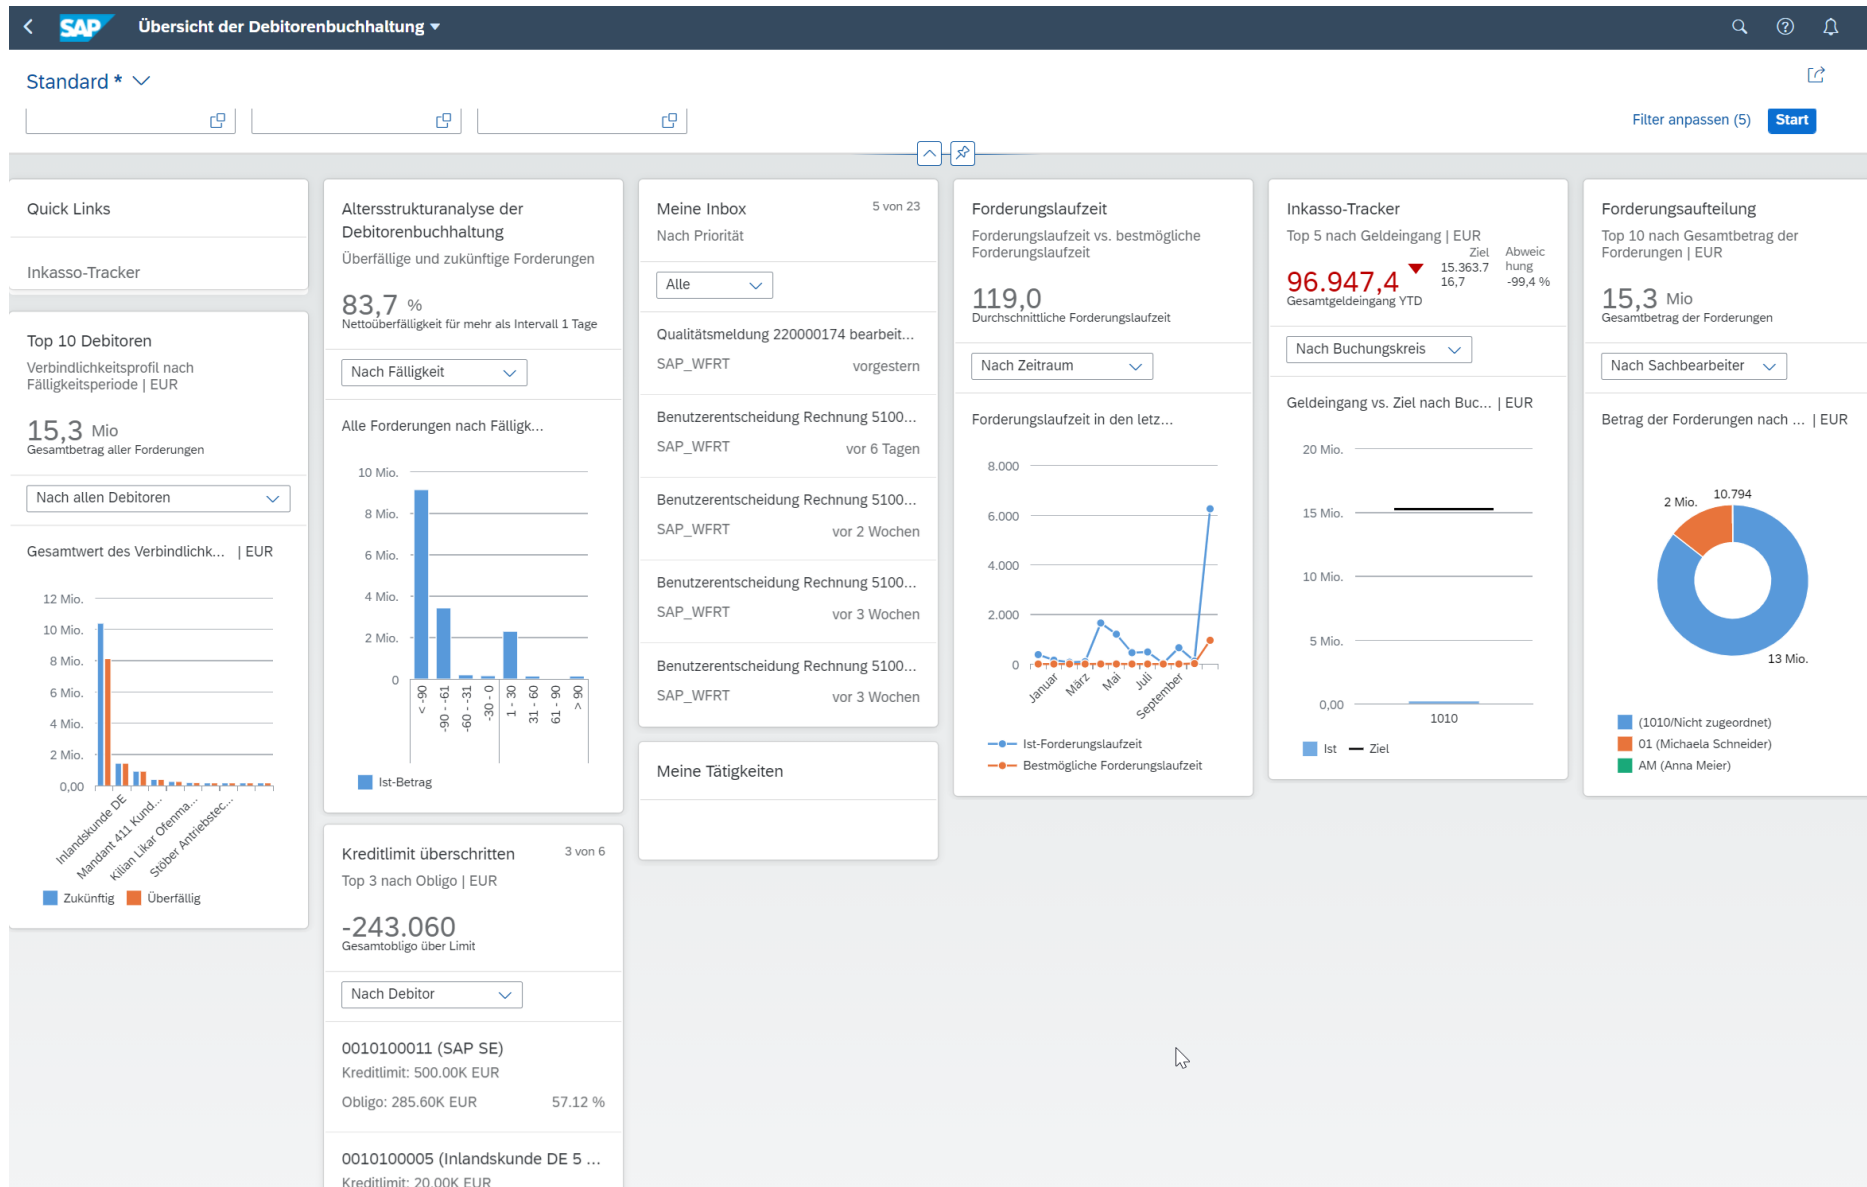 SAP Übersicht der Debitorenbuchhaltung
Standard *
Filter anpassen (5) Start
Quick Links
Inkasso-Tracker
Top 10 Debitoren
Verbindlichkeitsprofil nach
Fälligkeitsperiode | EUR
15,3 Mio
Gesamtbetrag aller Forderungen
Nach allen Debitoren
Gesamtwert des Verbindlichk... | EUR
12 Mio.
10 Mio.
8 Mio.
6 Mio.
4 Mio.
2 Mio.
0,00
Inlandskunde DE
Mandant 411 Kund...
Kilian Likar Ofenma...
Stöber Antriebstec...
Zukünftig Überfällig
Altersstrukturanalyse der
Debitorenbuchhaltung
Überfällige und zukünftige Forderungen
83,7 %
Nettoüberfälligkeit für mehr als Intervall 1 Tage
Nach Fälligkeit
Alle Forderungen nach Fälligk...
10 Mio.
8 Mio.
6 Mio.
4 Mio.
2 Mio.
0
< -90
-90 - -61
-60 - -31
-30 - 0
1 - 30
31 - 60
61 - 90
> 90
Ist-Betrag
Kreditlimit überschritten 3 von 6
Top 3 nach Obligo | EUR
-243.060
Gesamtobligo über Limit
Nach Debitor
0010100011 (SAP SE)
Kreditlimit: 500.00K EUR
Obligo: 285.60K EUR 57.12 %
0010100005 (Inlandskunde DE 5 ...
Kreditlimit: 20.00K EUR
Meine Inbox 5 von 23
Nach Priorität
Alle
Qualitätsmeldung 220000174 bearbeit...
SAP_WFRT vorgestern
Benutzerentscheidung Rechnung 5100...
SAP_WFRT vor 6 Tagen
Benutzerentscheidung Rechnung 5100...
SAP_WFRT vor 2 Wochen
Benutzerentscheidung Rechnung 5100...
SAP_WFRT vor 3 Wochen
Benutzerentscheidung Rechnung 5100...
SAP_WFRT vor 3 Wochen
Meine Tätigkeiten
Forderungslaufzeit
Forderungslaufzeit vs. bestmögliche
Forderungslaufzeit
119,0
Durchschnittliche Forderungslaufzeit
Nach Zeitraum
Forderungslaufzeit in den letz...
8.000
6.000
4.000
2.000
0
Januar
März
Mai
Juli
September
Ist-Forderungslaufzeit
Bestmögliche Forderungslaufzeit
Inkasso-Tracker
Top 5 nach Geldeingang | EUR
96.947,4
Gesamtgeldeingang YTD
Ziel
15.363.7
16,7
Abweic
hung
-99,4 %
Nach Buchungskreis
Geldeingang vs. Ziel nach Buc... | EUR
20 Mio.
15 Mio.
10 Mio.
5 Mio.
0,00
1010
Ist Ziel
Forderungsaufteilung
Top 10 nach Gesamtbetrag der
Forderungen | EUR
15,3 Mio
Gesamtbetrag der Forderungen
Nach Sachbearbeiter
Betrag der Forderungen nach ... | EUR
2 Mio. 10.794
13 Mio.
(1010/Nicht zugeordnet)
01 (Michaela Schneider)
AM (Anna Meier)